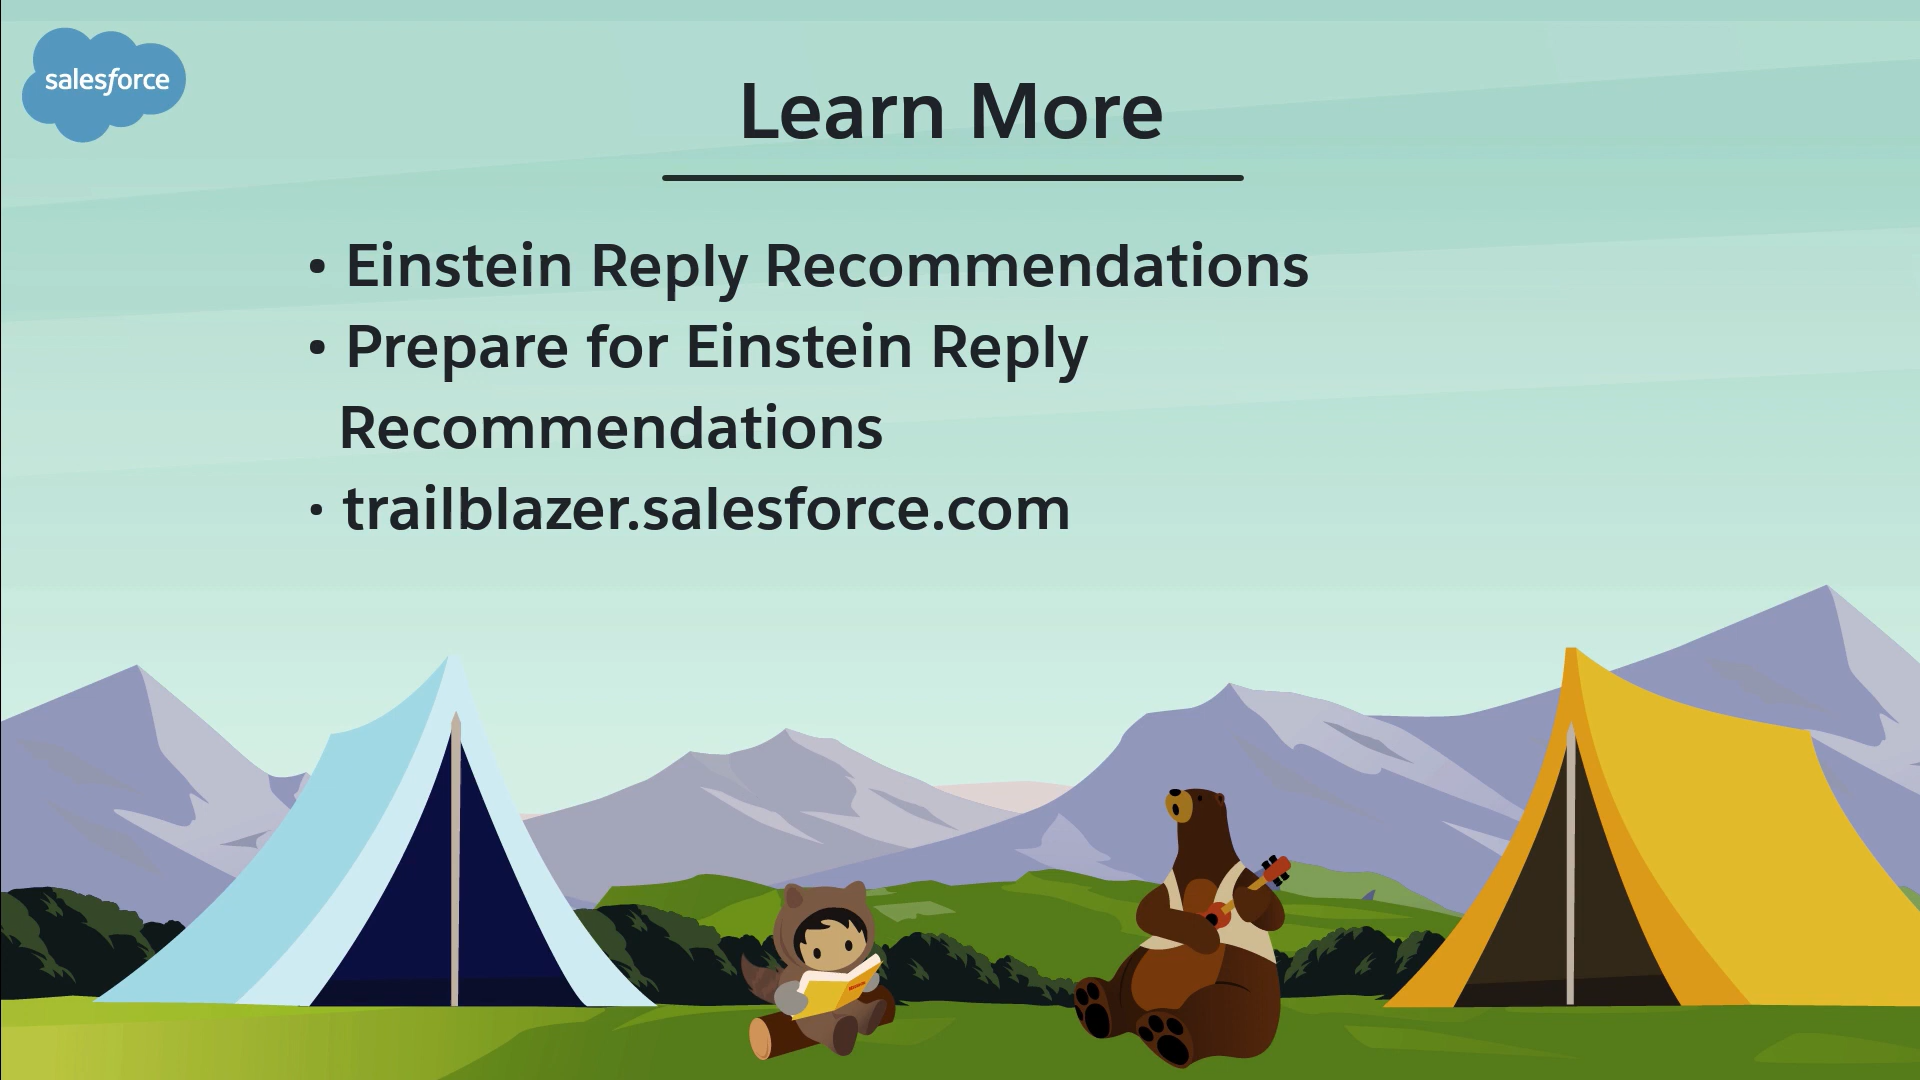 salesforce
Learn More
• Einstein Reply Recommendations
• Prepare for Einstein Reply
Recommendations
• trailblazer.salesforce.com